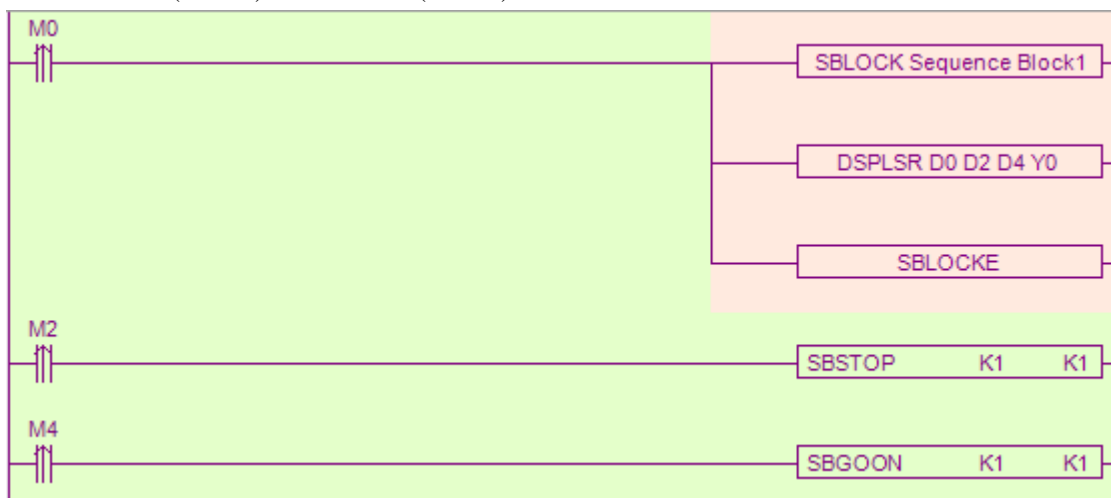 M0
SBLOCK Sequence Block1
DSPLSR D0 D2 D4 Y0
SBLOCKE
M2
SBSTOP K1 K1
M4
SBGOON K1 K1